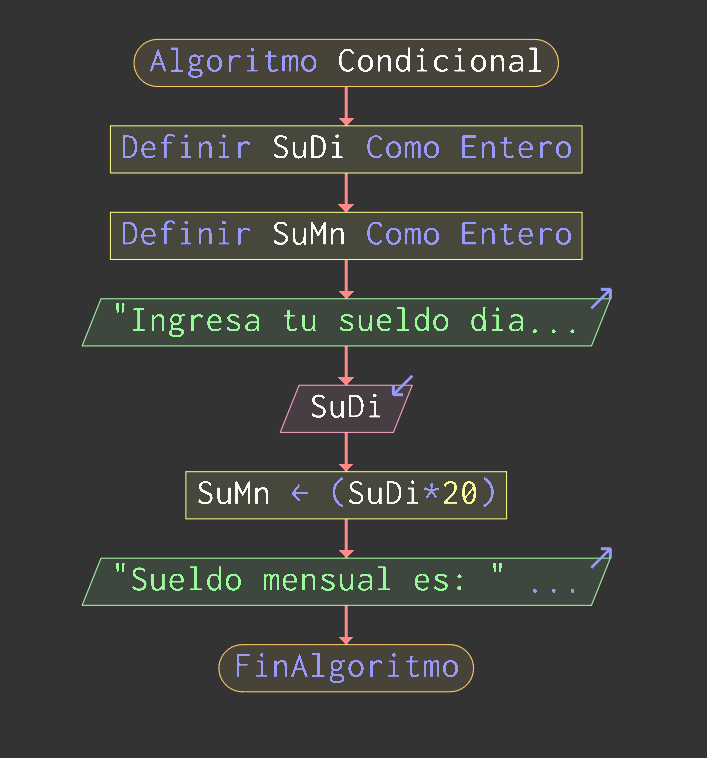 Algoritmo Condicional
Definir SuDi Como Entero
Definir SuMn Como Entero
"Ingresa tu sueldo dia...
SuDi
SuMn ← (SuDi*20)
"Sueldo mensual es: " ...
FinAlgoritmo